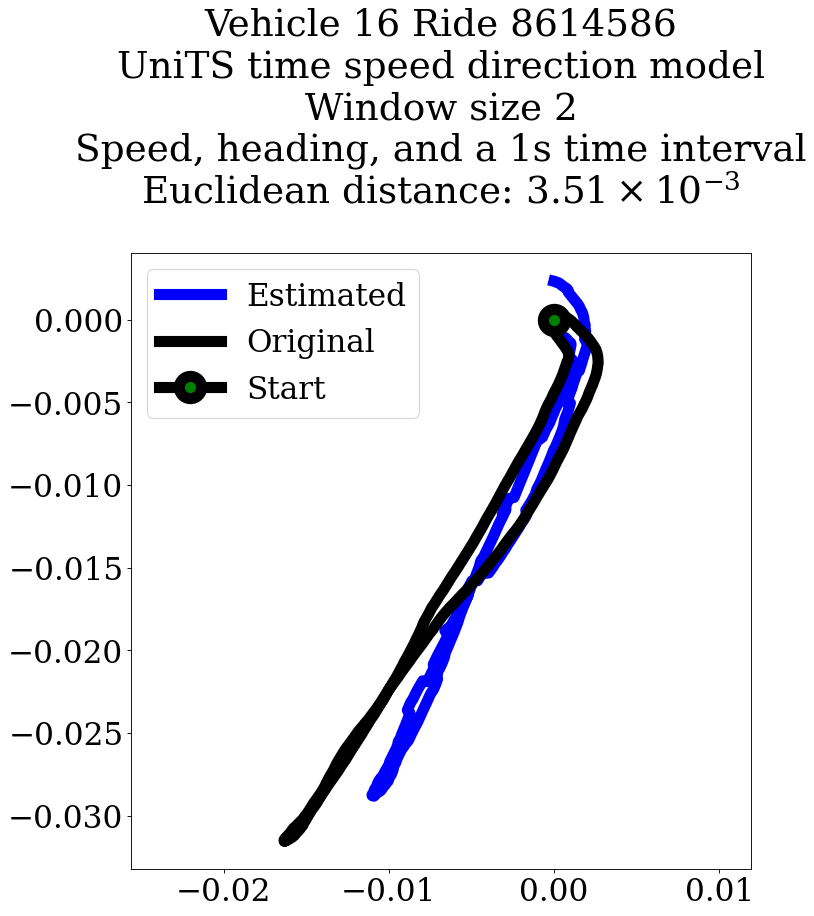 Vehicle 16 Ride 8614586
UniTS time speed direction model
Window size 2
Speed, heading, and a 1s time interval
Euclidean distance: 3.51 × 10⁻³
Estimated
Original
Start
0.000
−0.005
−0.010
−0.015
−0.020
−0.025
−0.030
−0.02 −0.01 0.00 0.01